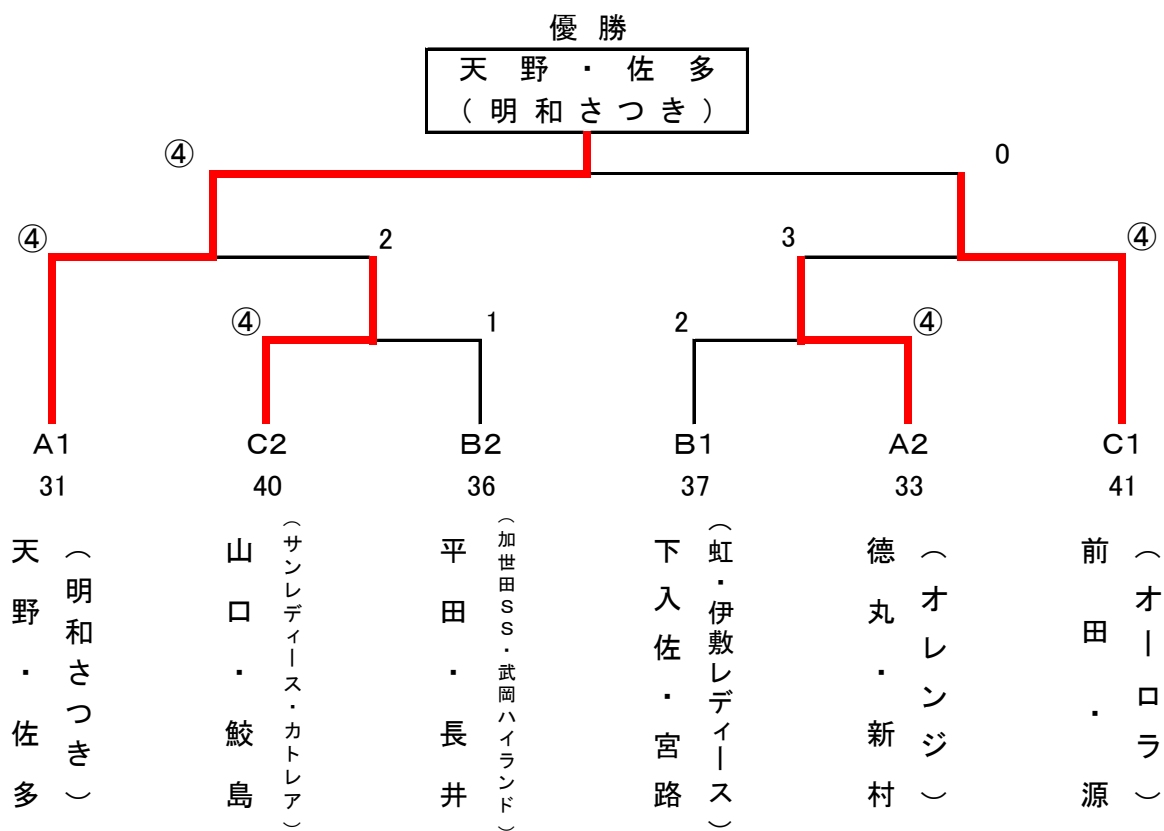 優勝
天野・佐多
(明和さつき)
④ 0
④ 2 3 ④
④ 1 2 ④
A1 C2 B2 B1 A2 C1
31 40 36 37 33 41
天野・佐多
(明和さつき)
山口・鮫島
(サンレディース・カトレア)
平田・長井
(加世田SS・武岡ハイランド)
下入佐・宮路
(虹・伊敷レディース)
德丸・新村
(オレンジ)
前田・源
(オーロラ)